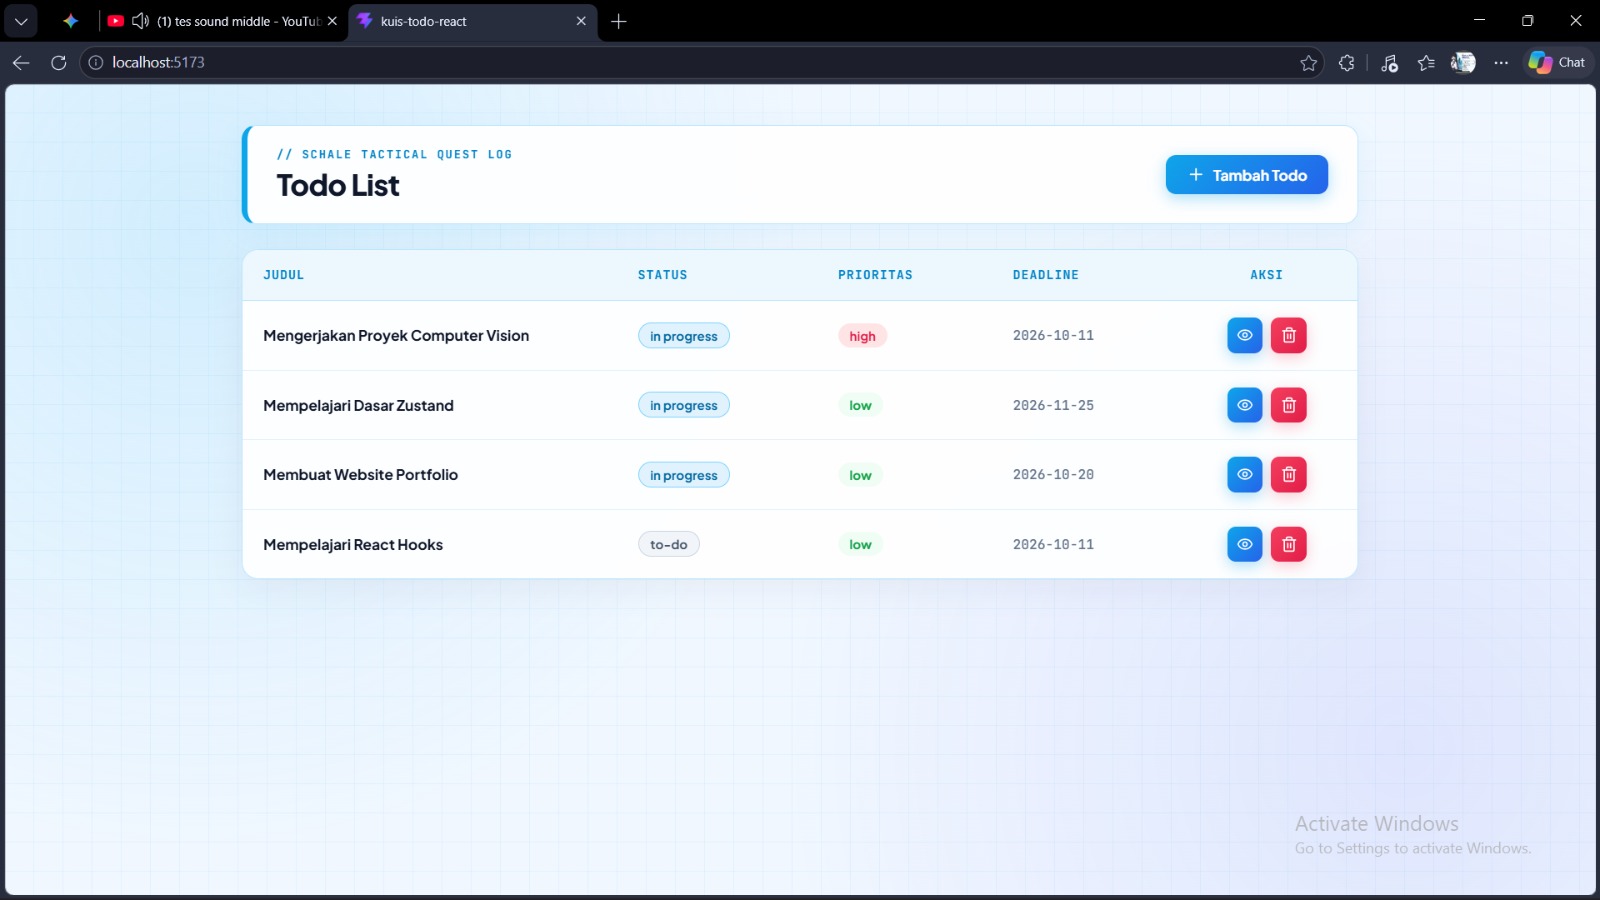 (1) tes sound middle - YouTub
kuis-todo-react
localhost:5173
Chat
// SCHALE TACTICAL QUEST LOG
Todo List
+ Tambah Todo
JUDUL STATUS PRIORITAS DEADLINE AKSI
Mengerjakan Proyek Computer Vision in progress high 2026-10-11
Mempelajari Dasar Zustand in progress low 2026-11-25
Membuat Website Portfolio in progress low 2026-10-20
Mempelajari React Hooks to-do low 2026-10-11
Activate Windows
Go to Settings to activate Windows.